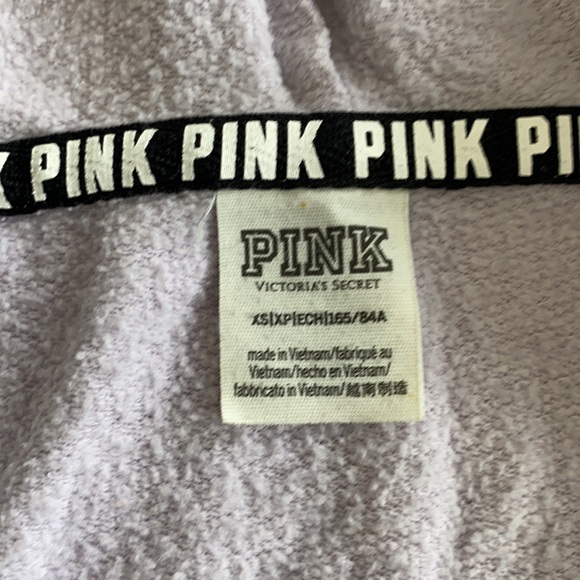 K PINK PINK PINK PI
PINK
VICTORIA'S SECRET
XS|XP|ECH|165/84A
made in Vietnam/fabriqué au
Vietnam/hecho en Vietnam/
fabbricato in Vietnam/越南制造